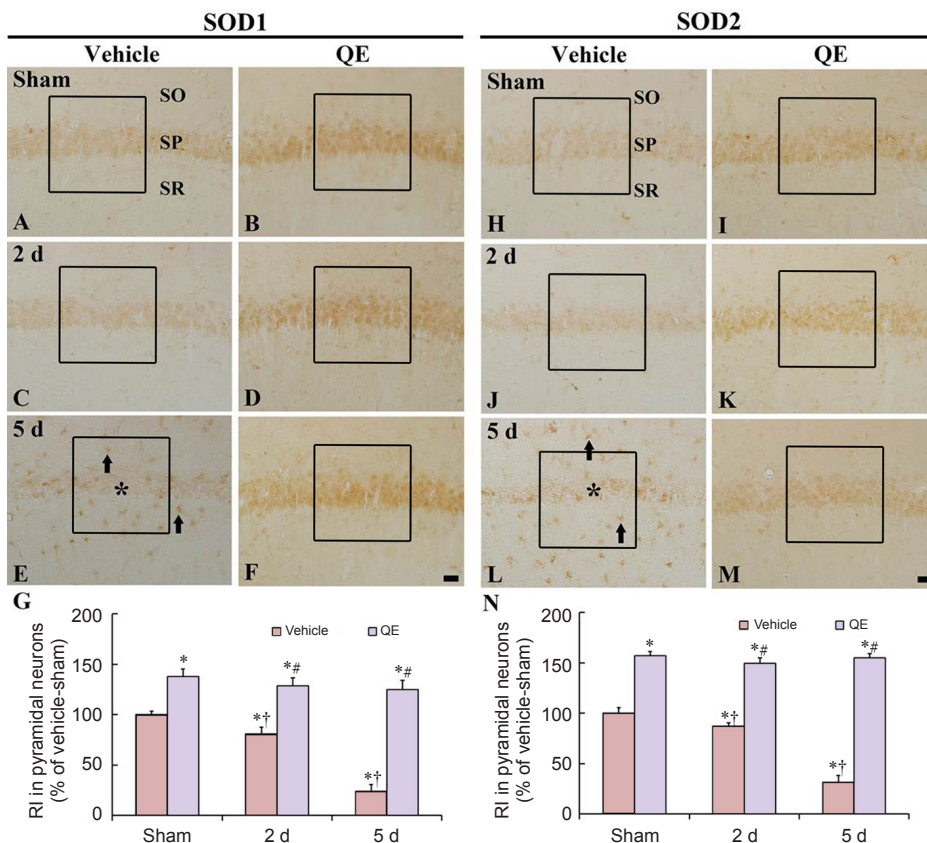 SOD1 SOD2
Vehicle QE Vehicle QE
Sham SO Sham SO
SP SP
SR SR
A B H I
2 d 2 d
C D J K
5 d 5 d
* *
E F L M
G N
200 200
Vehicle QE Vehicle QE
* *# *# * *# *#
150 150
100 100
*† *† *† *†
50 50
0 0
RI in pyramidal neurons RI in pyramidal neurons
(% of vehicle-sham) (% of vehicle-sham)
Sham 2 d 5 d Sham 2 d 5 d